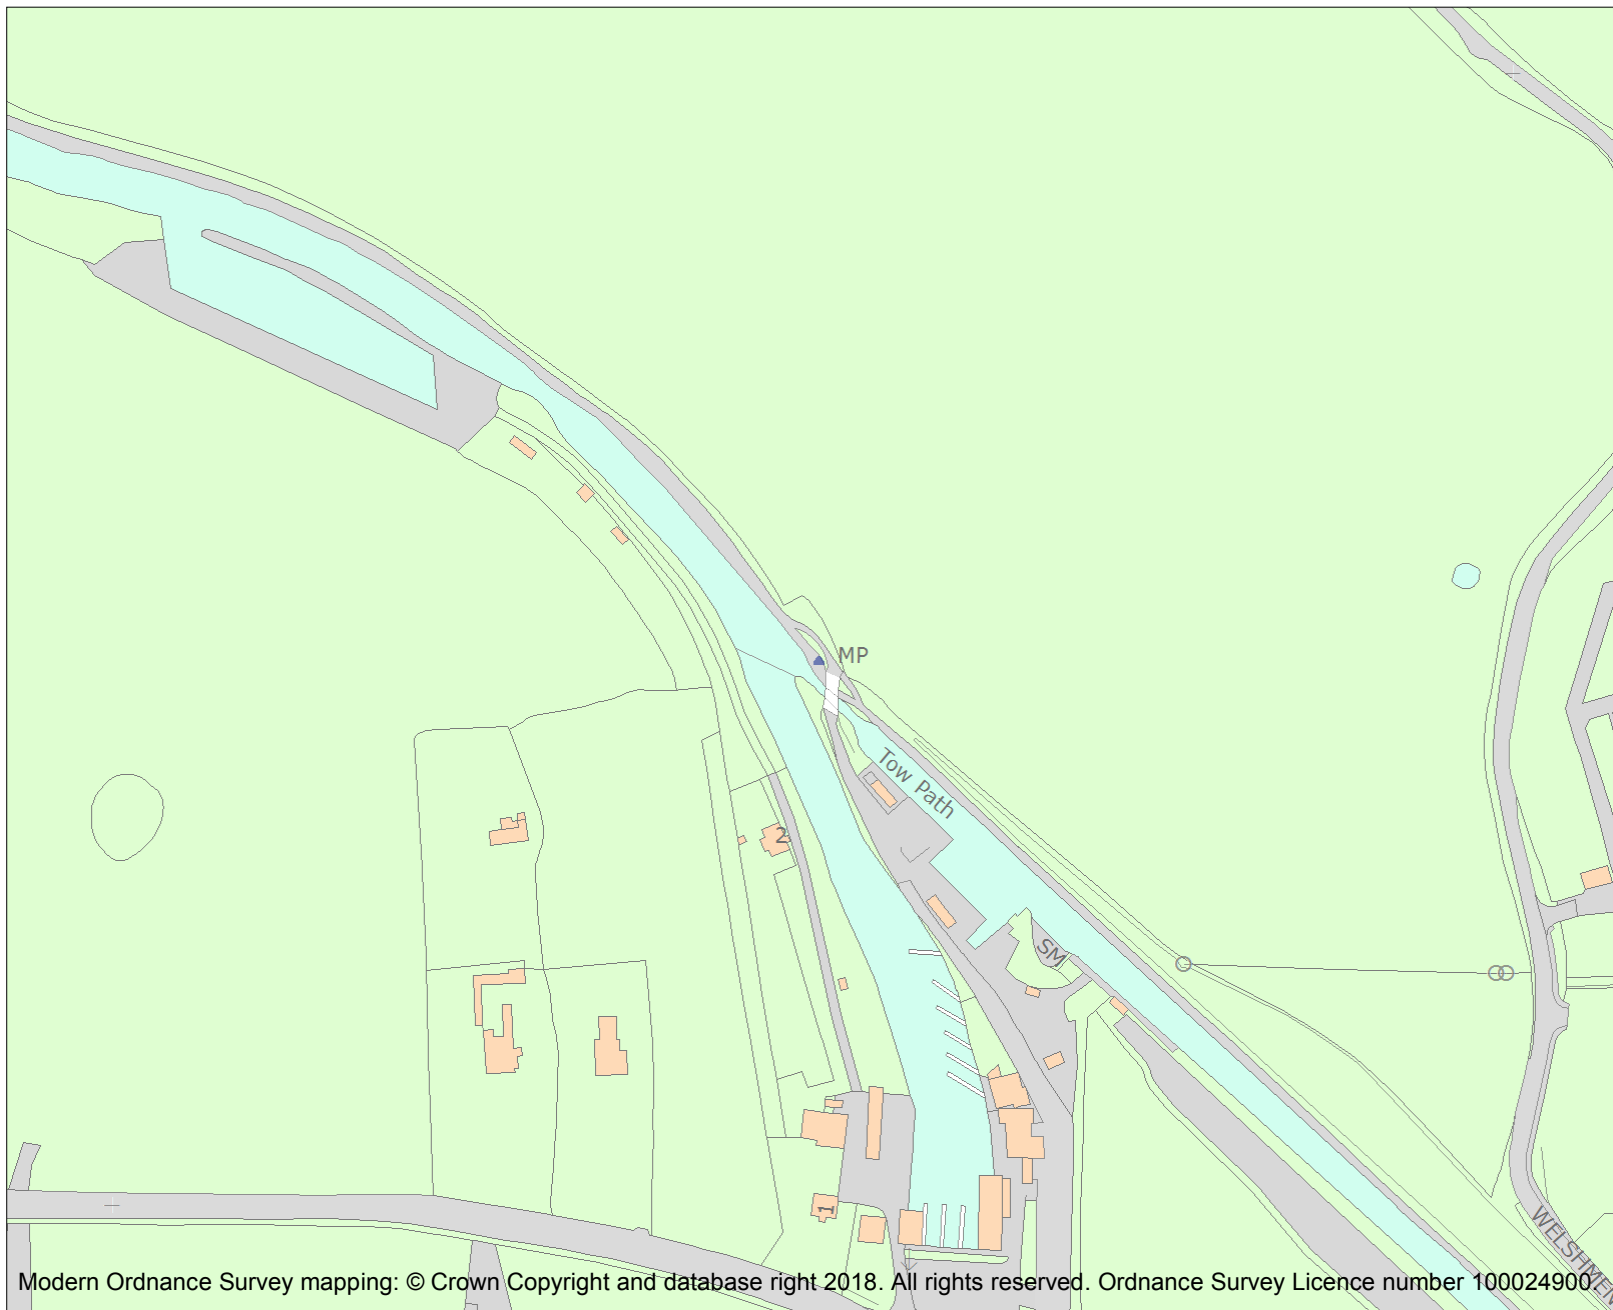 MP
Tow Path
2
SM
1
WELSHMEN
Modern Ordnance Survey mapping: © Crown Copyright and database right 2018. All rights reserved. Ordnance Survey Licence number 100024900.